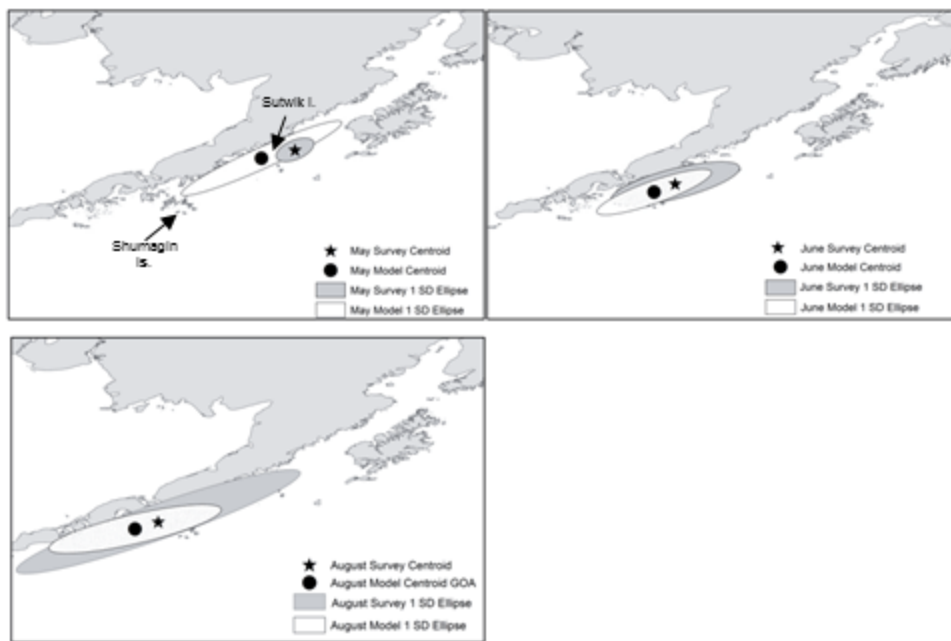 Sutwik I.
Shumagin
Is.
May Survey Centroid
May Model Centroid
May Survey 1 SD Ellipse
May Model 1 SD Ellipse
June Survey Centroid
June Model Centroid
June Survey 1 SD Ellipse
June Model 1 SD Ellipse
August Survey Centroid
August Model Centroid GOA
August Survey 1 SD Ellipse
August Model 1 SD Ellipse